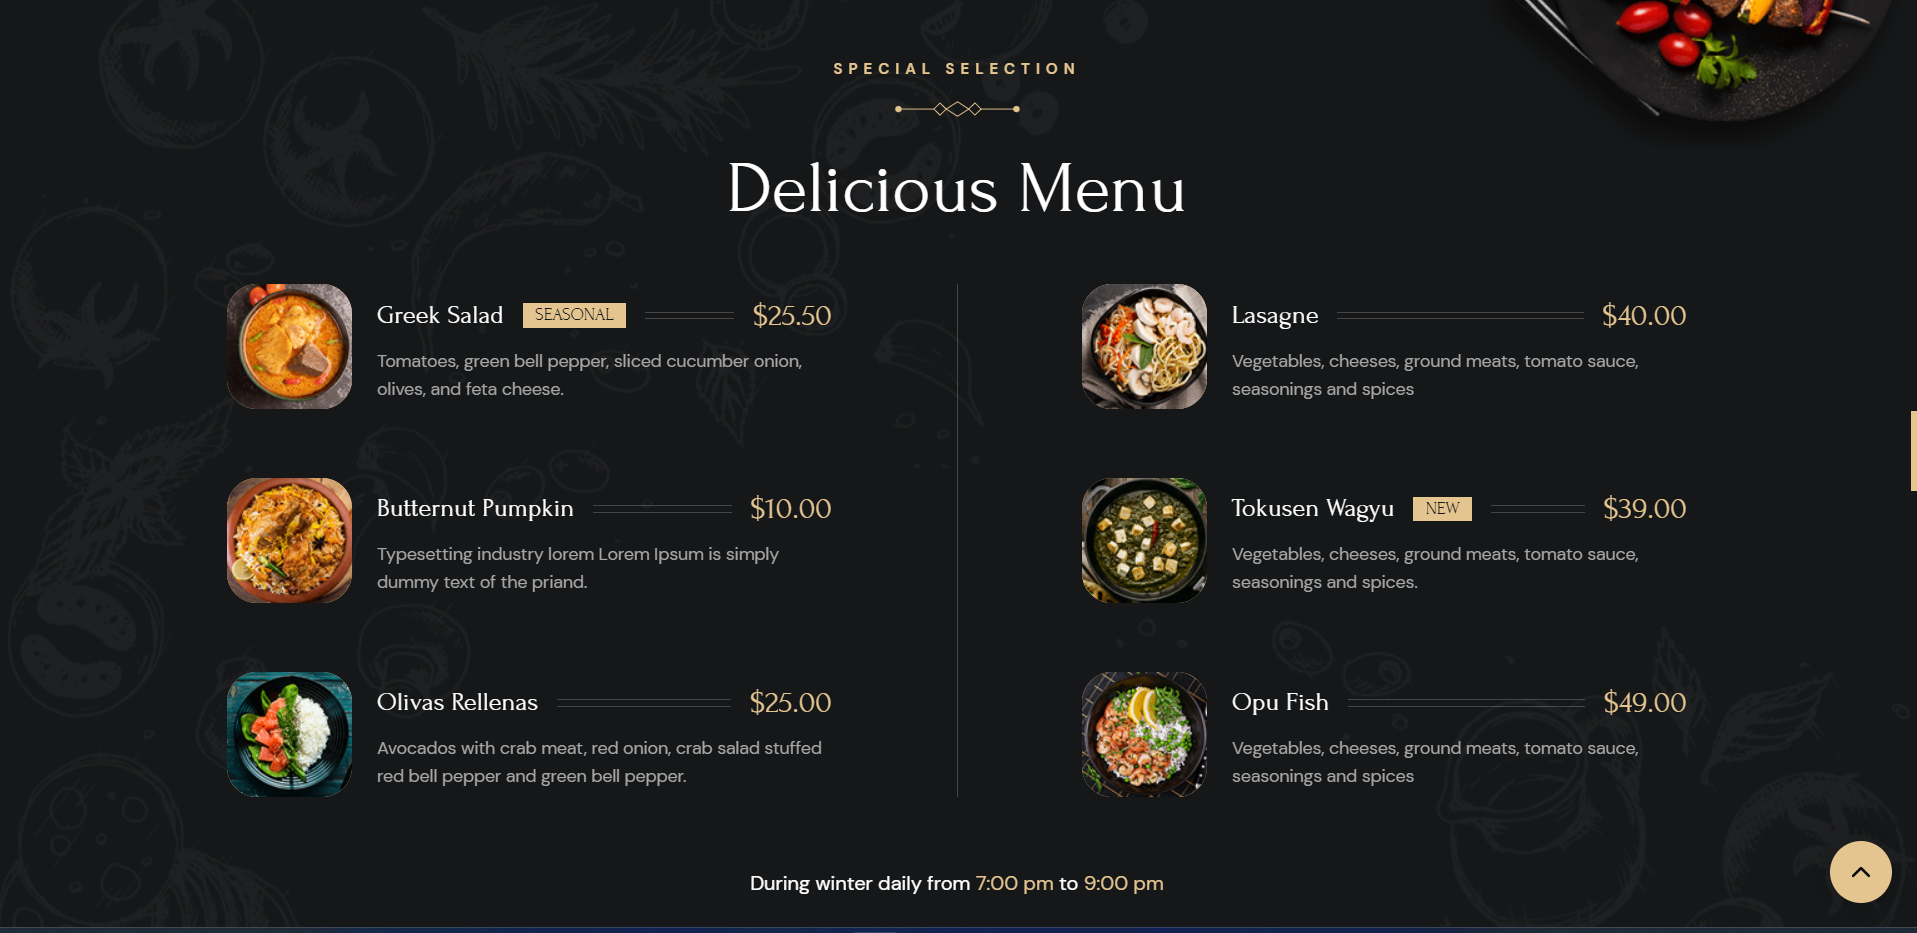 SPECIAL SELECTION
Delicious Menu
Greek Salad SEASONAL $25.50
Tomatoes, green bell pepper, sliced cucumber onion,
olives, and feta cheese.
Butternut Pumpkin $10.00
Typesetting industry lorem Lorem Ipsum is simply
dummy text of the priand.
Olivas Rellenas $25.00
Avocados with crab meat, red onion, crab salad stuffed
red bell pepper and green bell pepper.
Lasagne $40.00
Vegetables, cheeses, ground meats, tomato sauce,
seasonings and spices
Tokusen Wagyu NEW $39.00
Vegetables, cheeses, ground meats, tomato sauce,
seasonings and spices.
Opu Fish $49.00
Vegetables, cheeses, ground meats, tomato sauce,
seasonings and spices
During winter daily from 7:00 pm to 9:00 pm